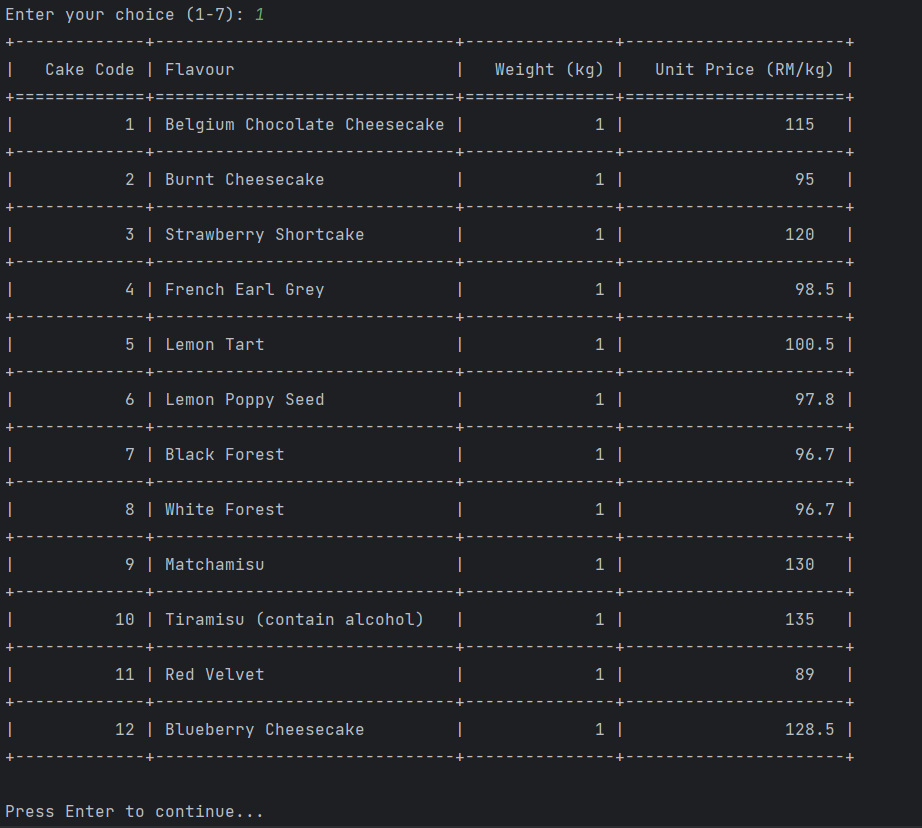 Enter your choice (1-7): 1
+-------------+------------------------------+---------------+----------------------+
|   Cake Code | Flavour                      |   Weight (kg) |   Unit Price (RM/kg) |
+=============+==============================+===============+======================+
|           1 | Belgium Chocolate Cheesecake |             1 |                115   |
+-------------+------------------------------+---------------+----------------------+
|           2 | Burnt Cheesecake             |             1 |                 95   |
+-------------+------------------------------+---------------+----------------------+
|           3 | Strawberry Shortcake         |             1 |                120   |
+-------------+------------------------------+---------------+----------------------+
|           4 | French Earl Grey             |             1 |                 98.5 |
+-------------+------------------------------+---------------+----------------------+
|           5 | Lemon Tart                   |             1 |                100.5 |
+-------------+------------------------------+---------------+----------------------+
|           6 | Lemon Poppy Seed             |             1 |                 97.8 |
+-------------+------------------------------+---------------+----------------------+
|           7 | Black Forest                 |             1 |                 96.7 |
+-------------+------------------------------+---------------+----------------------+
|           8 | White Forest                 |             1 |                 96.7 |
+-------------+------------------------------+---------------+----------------------+
|           9 | Matchamisu                   |             1 |                130   |
+-------------+------------------------------+---------------+----------------------+
|          10 | Tiramisu (contain alcohol)   |             1 |                135   |
+-------------+------------------------------+---------------+----------------------+
|          11 | Red Velvet                   |             1 |                 89   |
+-------------+------------------------------+---------------+----------------------+
|          12 | Blueberry Cheesecake         |             1 |                128.5 |
+-------------+------------------------------+---------------+----------------------+
Press Enter to continue...